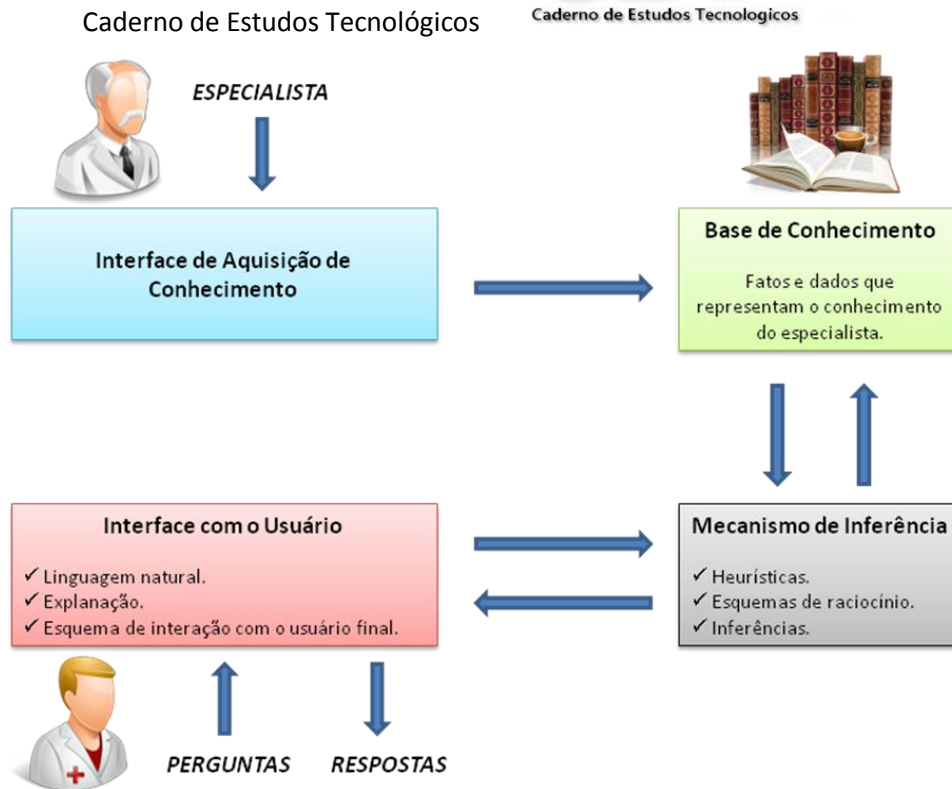 Caderno de Estudos Tecnológicos
Caderno de Estudos Tecnologicos
ESPECIALISTA
Interface de Aquisição de
Conhecimento
Base de Conhecimento
Fatos e dados que
representam o conhecimento
do especialista.
Interface com o Usuário
✓ Linguagem natural.
✓ Explanação.
✓ Esquema de interação com o usuário final.
Mecanismo de Inferência
✓ Heurísticas.
✓ Esquemas de raciocínio.
✓ Inferências.
PERGUNTAS
RESPOSTAS